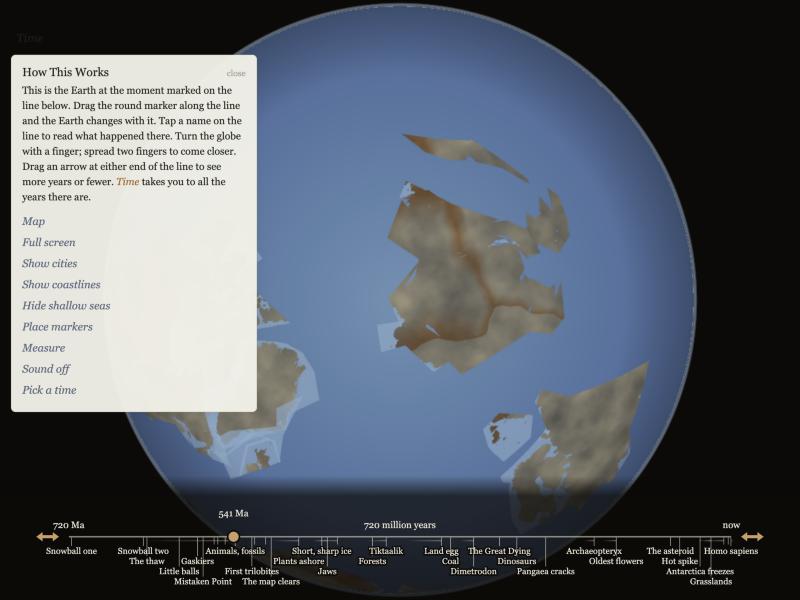 Time
How This Works
close
This is the Earth at the moment marked on the
line below. Drag the round marker along the line
and the Earth changes with it. Tap a name on the
line to read what happened there. Turn the globe
with a finger; spread two fingers to come closer.
Drag an arrow at either end of the line to see
more years or fewer. Time takes you to all the
years there are.
Map
Full screen
Show cities
Show coastlines
Hide shallow seas
Place markers
Measure
Sound off
Pick a time
541 Ma
720 Ma
720 million years
now
Snowball one
Snowball two
Animals, fossils
Short, sharp ice
Tiktaalik
Land egg
The Great Dying
Archaeopteryx
The asteroid
Homo sapiens
The thaw
Gaskiers
Plants ashore
Forests
Coal
Dinosaurs
Oldest flowers
Hot spike
Little balls
First trilobites
Jaws
Dimetrodon
Pangaea cracks
Antarctica freezes
Mistaken Point
The map clears
Grasslands